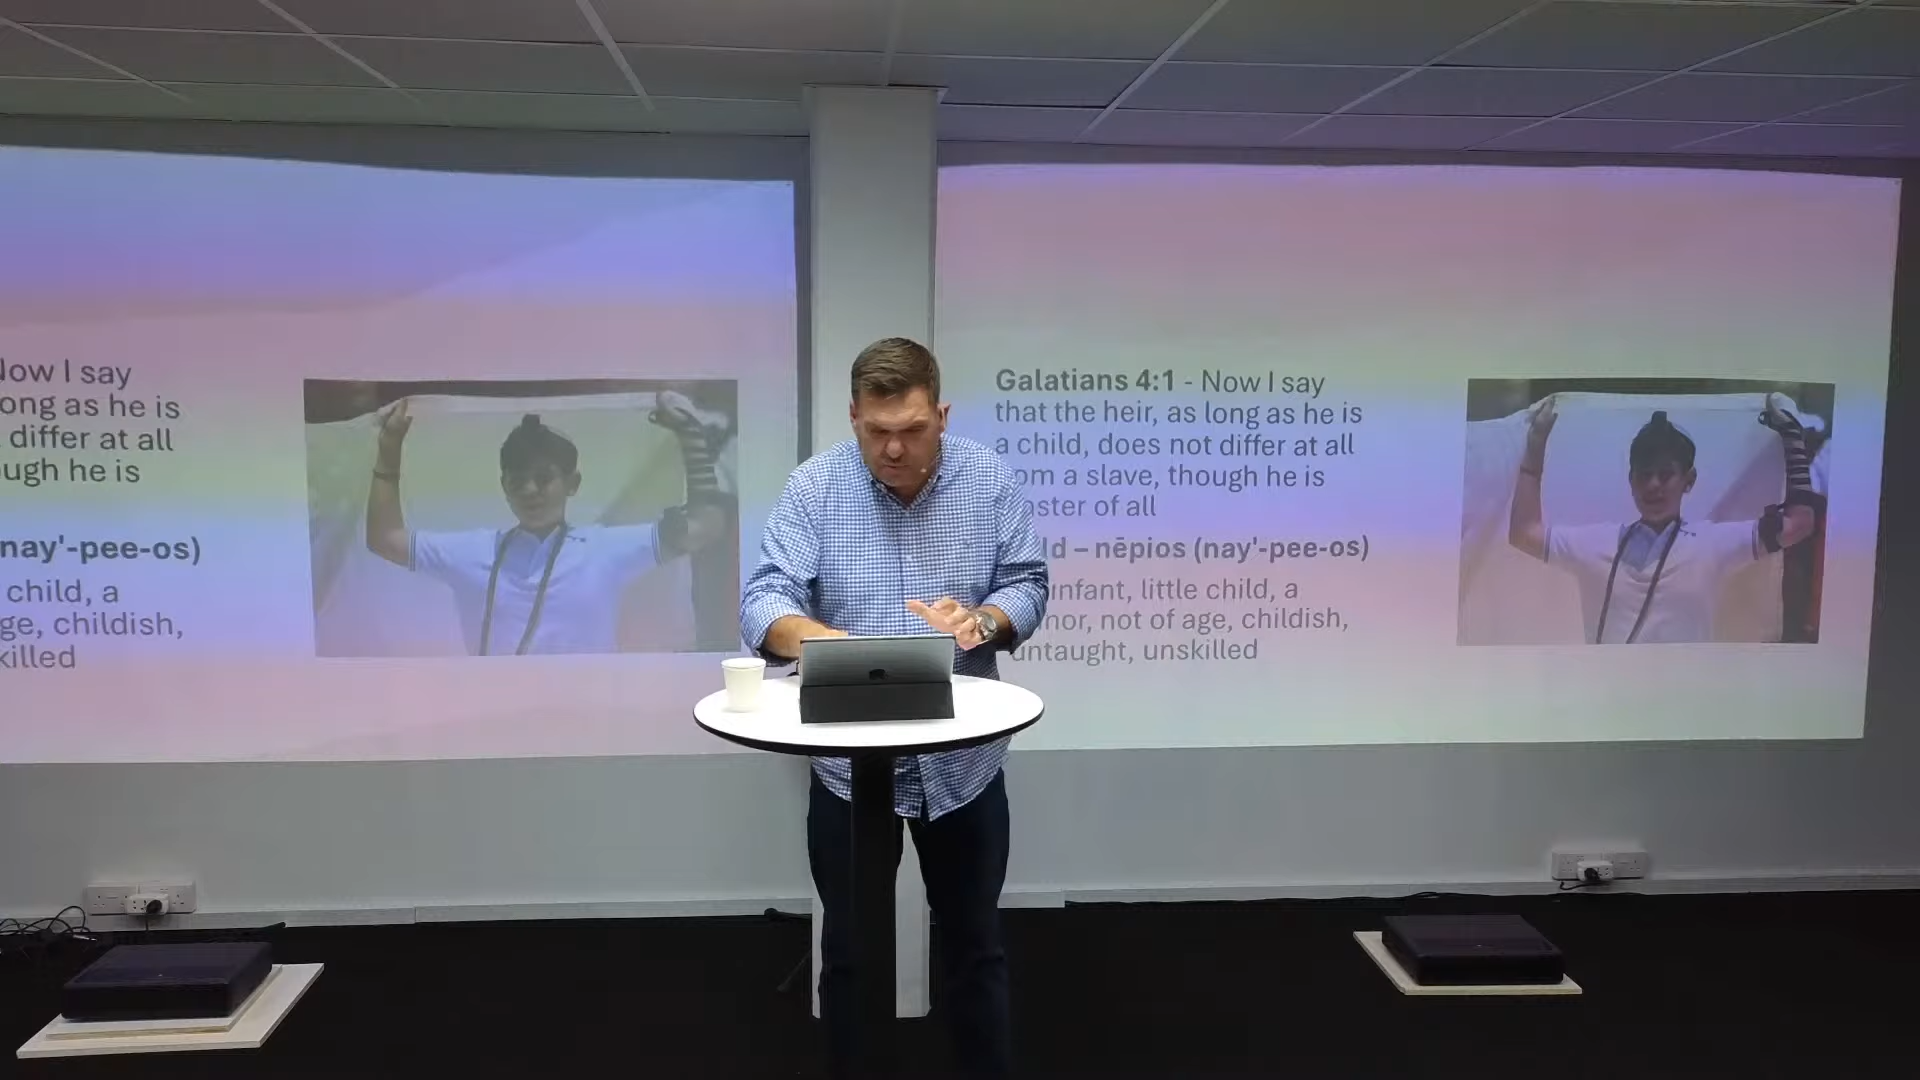 Now I say
ong as he is
differ at all
ough he is
nay'-pee-os)
child, a
ge, childish,
killed
Galatians 4:1 - Now I say
that the heir, as long as he is
a child, does not differ at all
om a slave, though he is
aster of all
ld – nēpios (nay'-pee-os)
infant, little child, a
nor, not of age, childish,
untaught, unskilled